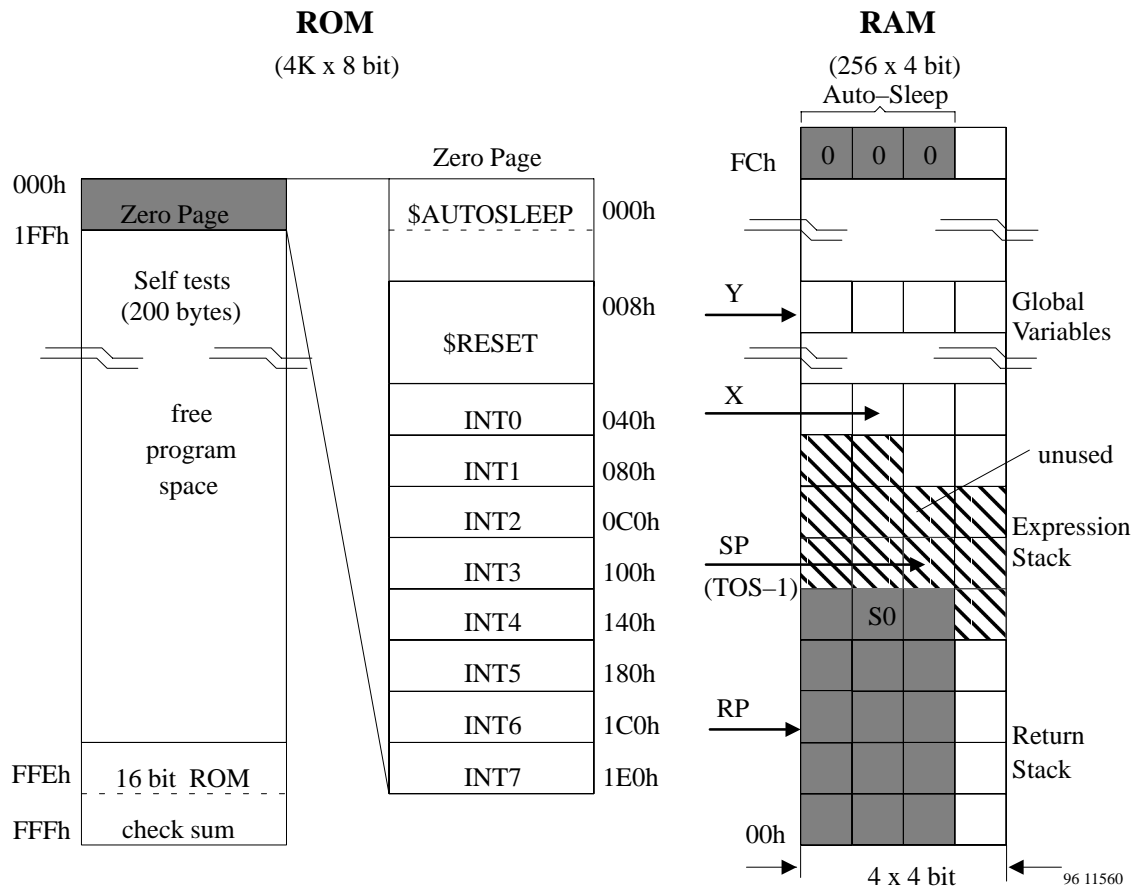 ROM
(4K x 8 bit)
Zero Page
000h
Zero Page
1FFh
Self tests
(200 bytes)
free
program
space
FFEh
16 bit ROM
FFFh
check sum
$AUTOSLEEP
000h
008h
$RESET
INT0
040h
INT1
080h
INT2
0C0h
INT3
100h
INT4
140h
INT5
180h
INT6
1C0h
INT7
1E0h
RAM
(256 x 4 bit)
Auto–Sleep
FCh
0 0 0
Y
Global
Variables
X
unused
Expression
Stack
SP
(TOS–1)
S0
RP
Return
Stack
00h
4 x 4 bit
96 11560